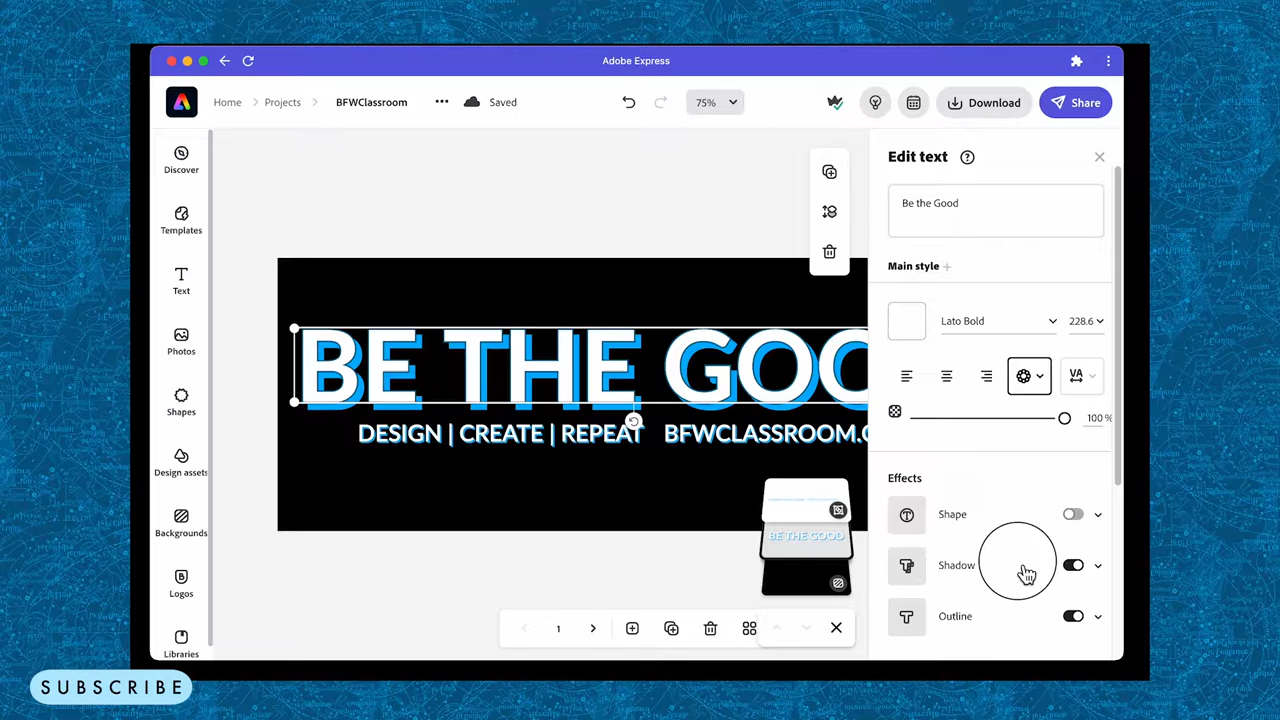 Adobe Express
Home
Projects
BFWClassroom
Saved
75%
Download
Share
Discover
Templates
Text
Photos
Shapes
Design assets
Backgrounds
Logos
Libraries
BE THE GOO
DESIGN | CREATE | REPEAT BFWCLASSROOM.C
BE THE GOOD
1
Edit text
Be the Good
Main style +
Lato Bold
228.6
VA
100 %
Effects
Shape
Shadow
Outline
SUBSCRIBE